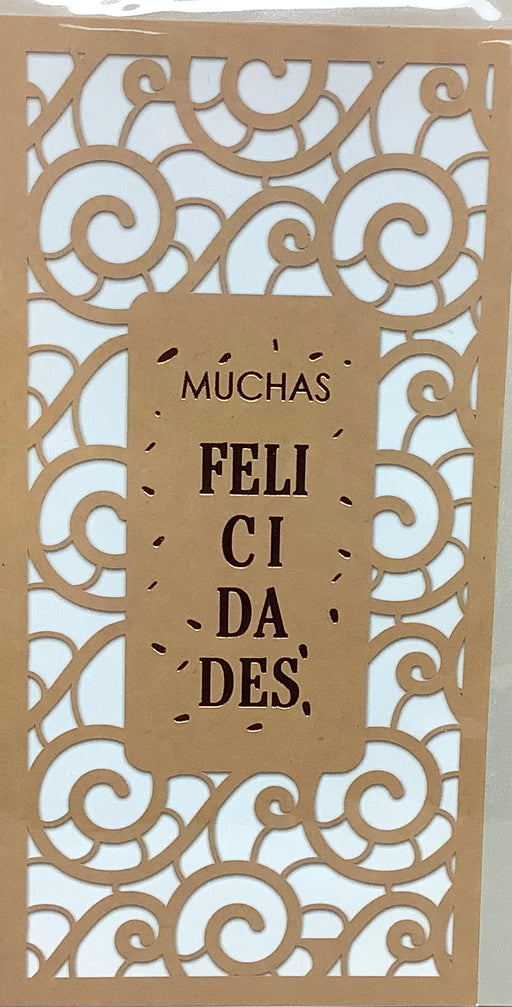 MUCHAS
FELI
CI
DA
DES